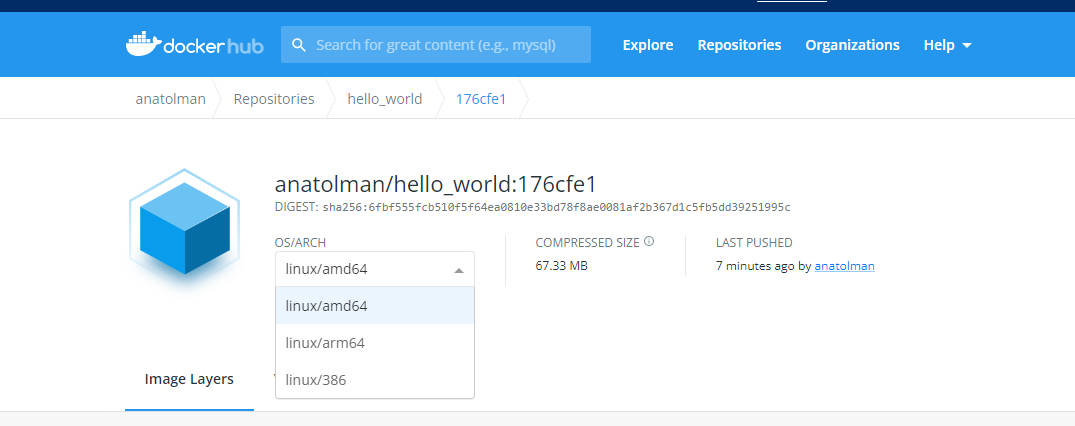 dockerhub
Search for great content (e.g., mysql)
Explore
Repositories
Organizations
Help
anatolman
Repositories
hello_world
176cfe1
anatolman/hello_world:176cfe1
DIGEST: sha256:6fbf555fcb510f5f64ea0810e33bd78f8ae0081af2b367d1c5fb5dd39251995c
OS/ARCH
linux/amd64
linux/amd64
linux/arm64
linux/386
COMPRESSED SIZE
67.33 MB
LAST PUSHED
7 minutes ago by anatolman
Image Layers